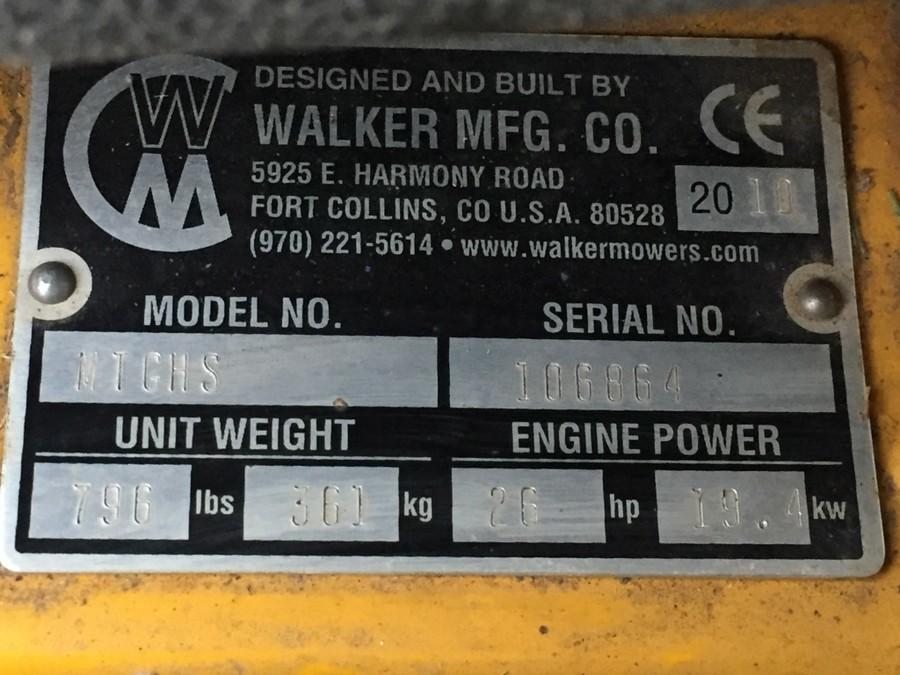 WM
DESIGNED AND BUILT BY
WALKER MFG. CO.
5925 E. HARMONY ROAD
FORT COLLINS, CO U.S.A. 80528
(970) 221-5614 • www.walkermowers.com
CE
20 10
MODEL NO. SERIAL NO.
MTGHS 106864
UNIT WEIGHT ENGINE POWER
796 lbs 361 kg 26 hp 19.4 kw